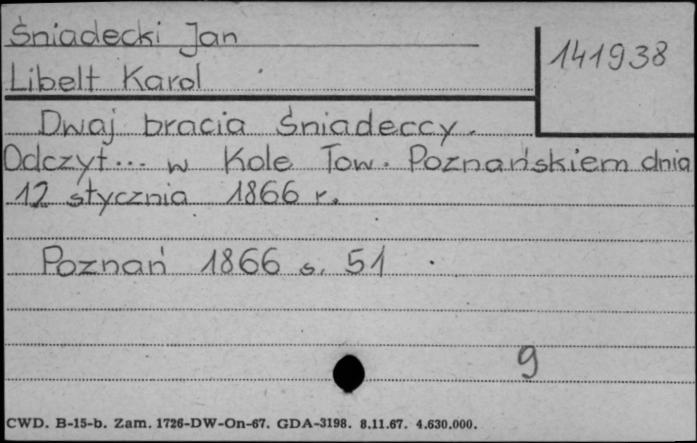 Śniadecki Jan
141938
Libelt Karol
Dwaj bracia Śniadeccy.
Odczyt... w Kole Tow. Poznańskiem dnia
12 stycznia 1866 r.
Poznań 1866 s. 51
9
CWD. B-15-b. Zam. 1726-DW-On-67. GDA-3198. 8.11.67. 4.630.000.